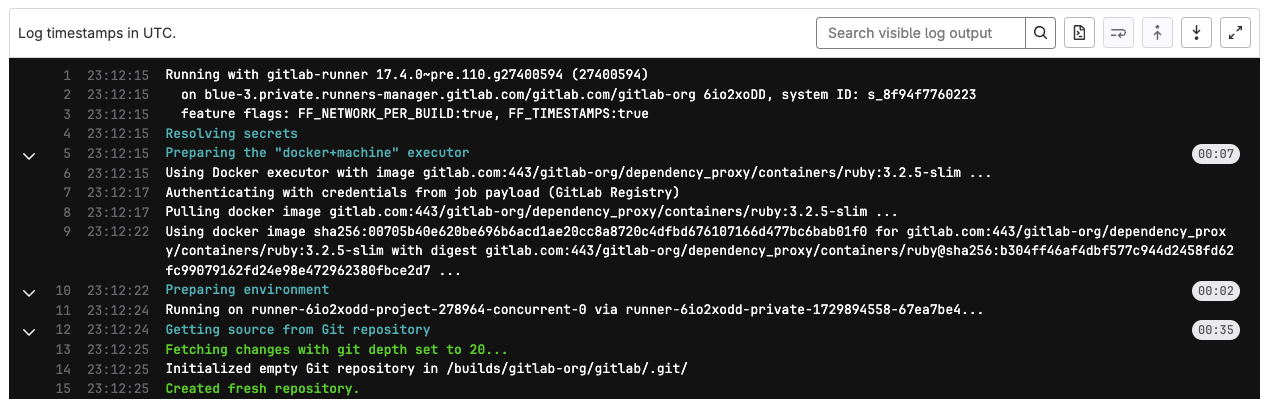 Log timestamps in UTC.
Search visible log output
1 23:12:15 Running with gitlab-runner 17.4.0~pre.110.g27400594 (27400594)
2 23:12:15 on blue-3.private.runners-manager.gitlab.com/gitlab.com/gitlab-org 6io2xoDD, system ID: s_8f94f7760223
3 23:12:15 feature flags: FF_NETWORK_PER_BUILD:true, FF_TIMESTAMPS:true
4 23:12:15 Resolving secrets
5 23:12:15 Preparing the "docker+machine" executor 00:07
6 23:12:15 Using Docker executor with image gitlab.com:443/gitlab-org/dependency_proxy/containers/ruby:3.2.5-slim ...
7 23:12:17 Authenticating with credentials from job payload (GitLab Registry)
8 23:12:17 Pulling docker image gitlab.com:443/gitlab-org/dependency_proxy/containers/ruby:3.2.5-slim ...
9 23:12:22 Using docker image sha256:00705b40e620be696b6acd1ae20cc8a8720c4dfbd676107166d477bc6bab01f0 for gitlab.com:443/gitlab-org/dependency_prox
y/containers/ruby:3.2.5-slim with digest gitlab.com:443/gitlab-org/dependency_proxy/containers/ruby@sha256:b304ff46af4dbf577c944d2458fd62
fc99079162fd24e98e472962380fbce2d7 ...
10 23:12:22 Preparing environment 00:02
11 23:12:24 Running on runner-6io2xodd-project-278964-concurrent-0 via runner-6io2xodd-private-1729894558-67ea7be4...
12 23:12:24 Getting source from Git repository 00:35
13 23:12:25 Fetching changes with git depth set to 20...
14 23:12:25 Initialized empty Git repository in /builds/gitlab-org/gitlab/.git/
15 23:12:25 Created fresh repository.